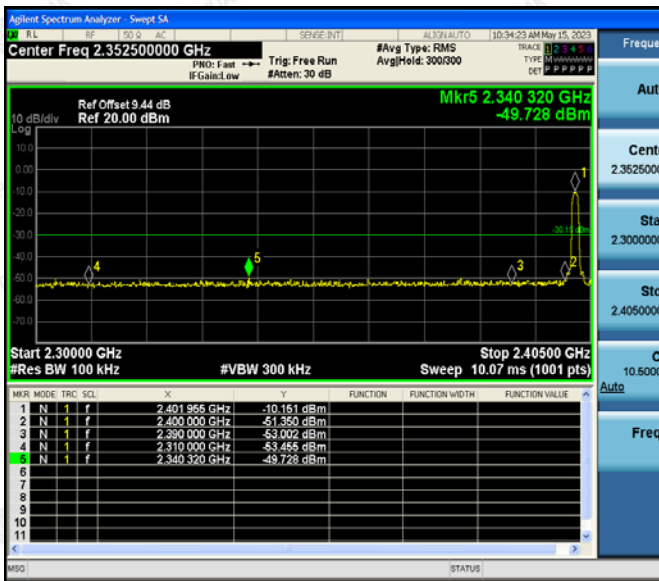 Agilent Spectrum Analyzer - Swept SA
RL RF 50 Ω AC SENSE:INT ALIGN AUTO 10:34:23 AM May 15, 2023
Center Freq 2.352500000 GHz
PNO: Fast
IFGain:Low
Trig: Free Run
#Atten: 30 dB
#Avg Type: RMS
Avg|Hold: 300/300
TRACE 1 2 3 4 5 6
TYPE M
DET P P P P P P
Ref Offset 9.44 dB
Ref 20.00 dBm
10 dB/div
Log
Mkr5 2.340 320 GHz
-49.728 dBm
10.0
0.00
-10.0
-20.0
-30.0
-40.0
-50.0
-60.0
-70.0
-30.15 dBm
1
2
3
4
5
Start 2.30000 GHz
Stop 2.40500 GHz
#Res BW 100 kHz
#VBW 300 kHz
Sweep 10.07 ms (1001 pts)
MKR MODE TRC SCL X Y FUNCTION FUNCTION WIDTH FUNCTION VALUE
1 N 1 f 2.401 955 GHz -10.151 dBm
2 N 1 f 2.400 000 GHz -51.350 dBm
3 N 1 f 2.390 000 GHz -53.002 dBm
4 N 1 f 2.310 000 GHz -53.455 dBm
5 N 1 f 2.340 320 GHz -49.728 dBm
6
7
8
9
10
11
MSG
STATUS
Freque
Aut
Cent
2.352500
Sta
2.300000
Sto
2.405000
C
10.500
Auto
Freq